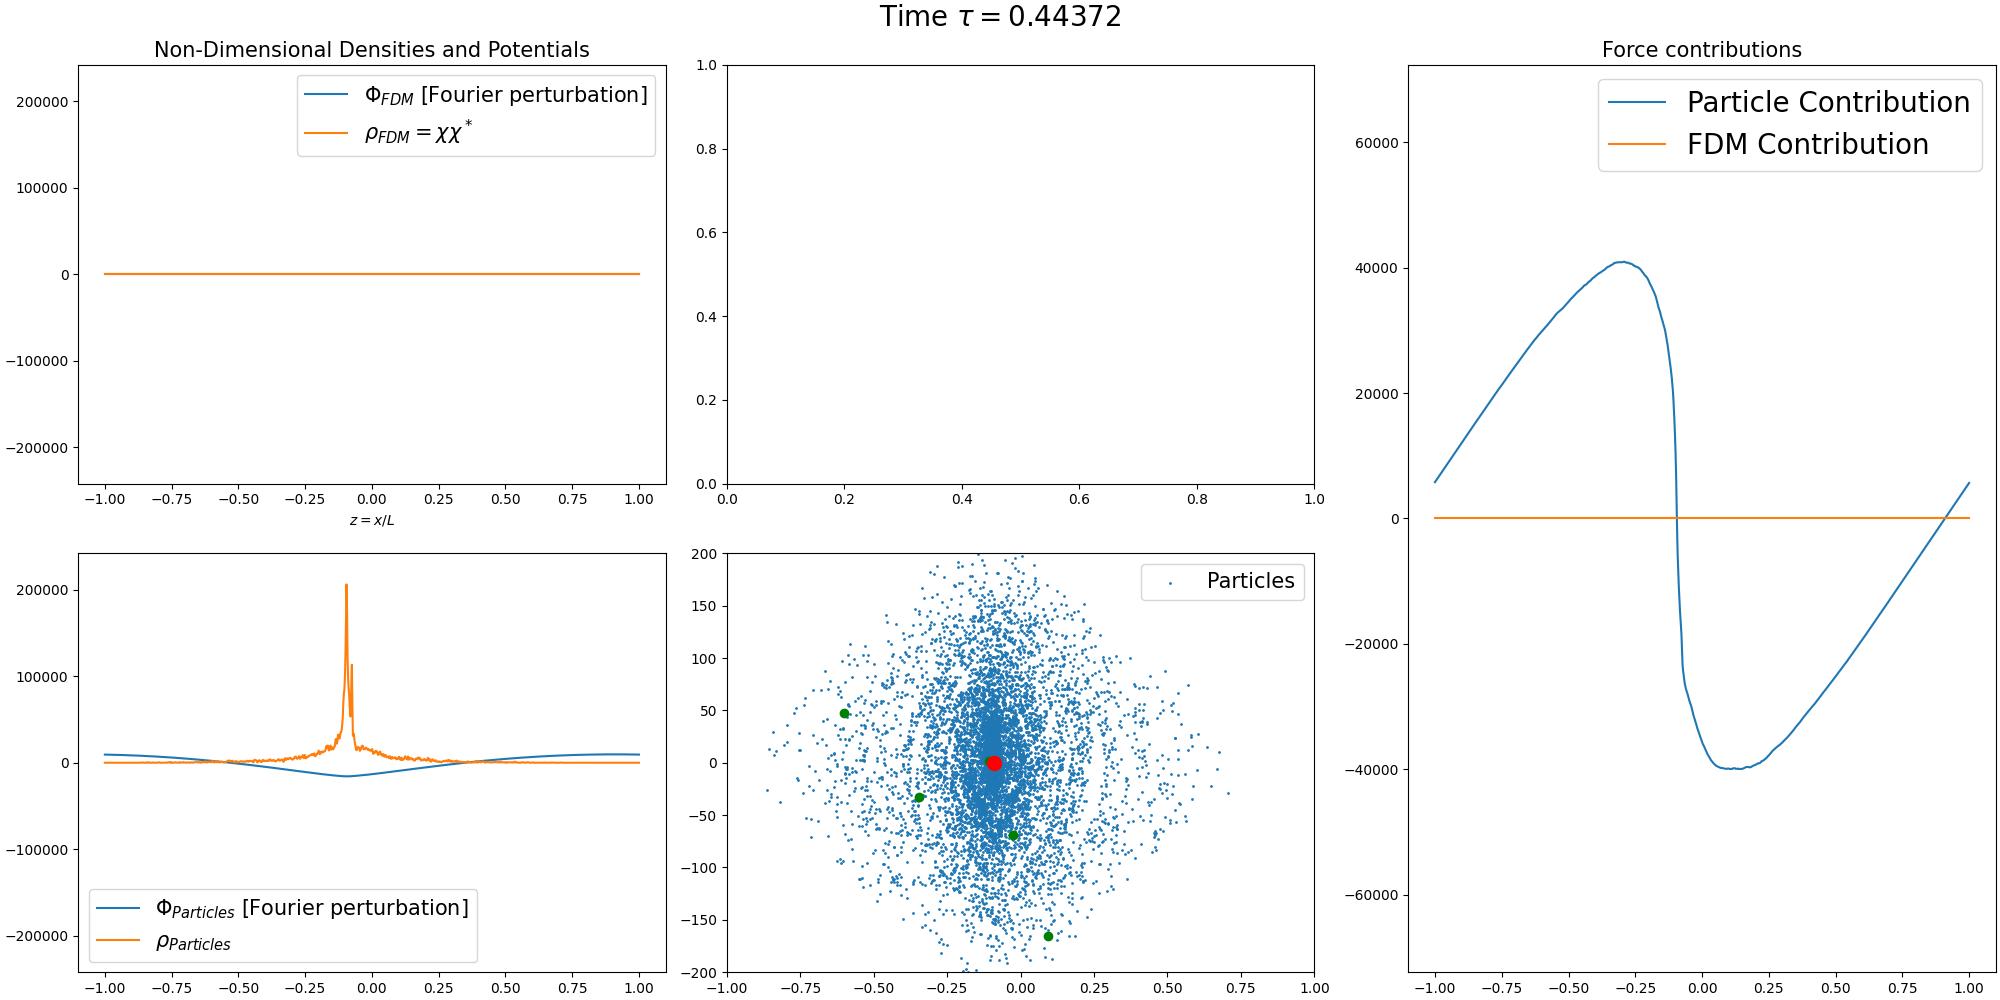 Time τ = 0.44372
Non-Dimensional Densities and Potentials
Φ_FDM [Fourier perturbation]
ρ_FDM = χχ*
200000
100000
0
−100000
−200000
−1.00 −0.75 −0.50 −0.25 0.00 0.25 0.50 0.75 1.00
z = x/L
1.0
0.8
0.6
0.4
0.2
0.0
0.0 0.2 0.4 0.6 0.8 1.0
Force contributions
Particle Contribution
FDM Contribution
60000
40000
20000
0
−20000
−40000
−60000
−1.00 −0.75 −0.50 −0.25 0.00 0.25 0.50 0.75 1.00
200000
100000
0
−100000
−200000
Φ_Particles [Fourier perturbation]
ρ_Particles
−1.00 −0.75 −0.50 −0.25 0.00 0.25 0.50 0.75 1.00
Particles
200
150
100
50
0
−50
−100
−150
−200
−1.00 −0.75 −0.50 −0.25 0.00 0.25 0.50 0.75 1.00